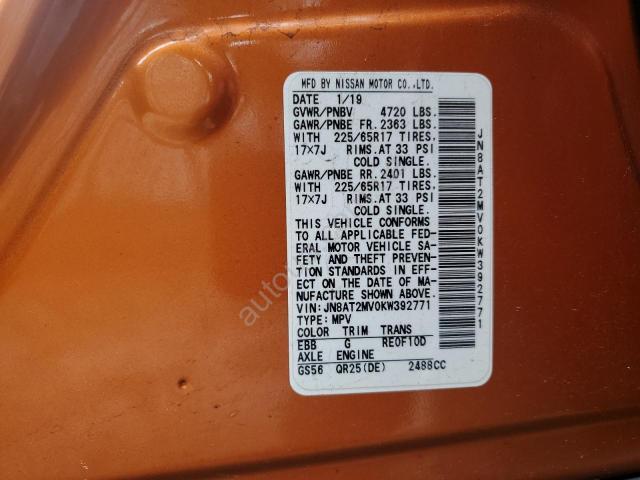 MFD BY NISSAN MOTOR CO.,LTD.
DATE 1/19
GVWR/PNBV 4720 LBS.
GAWR/PNBE FR.2363 LBS.
WITH 225/65R17 TIRES.
17×7J RIMS.AT 33 PSI
COLD SINGLE.
GAWR/PNBE RR.2401 LBS.
WITH 225/65R17 TIRES.
17×7J RIMS.AT 33 PSI
COLD SINGLE.
THIS VEHICLE CONFORMS
TO ALL APPLICABLE FED-
ERAL MOTOR VEHICLE SA-
FETY AND THEFT PREVEN-
TION STANDARDS IN EFF-
ECT ON THE DATE OF MA-
NUFACTURE SHOWN ABOVE.
VIN:JN8AT2MV0KW392771
TYPE:MPV
COLOR TRIM TRANS
EBB G RE0F10D
AXLE ENGINE
GS56 QR25(DE) 2488CC
JN8AT2MV0KW392771